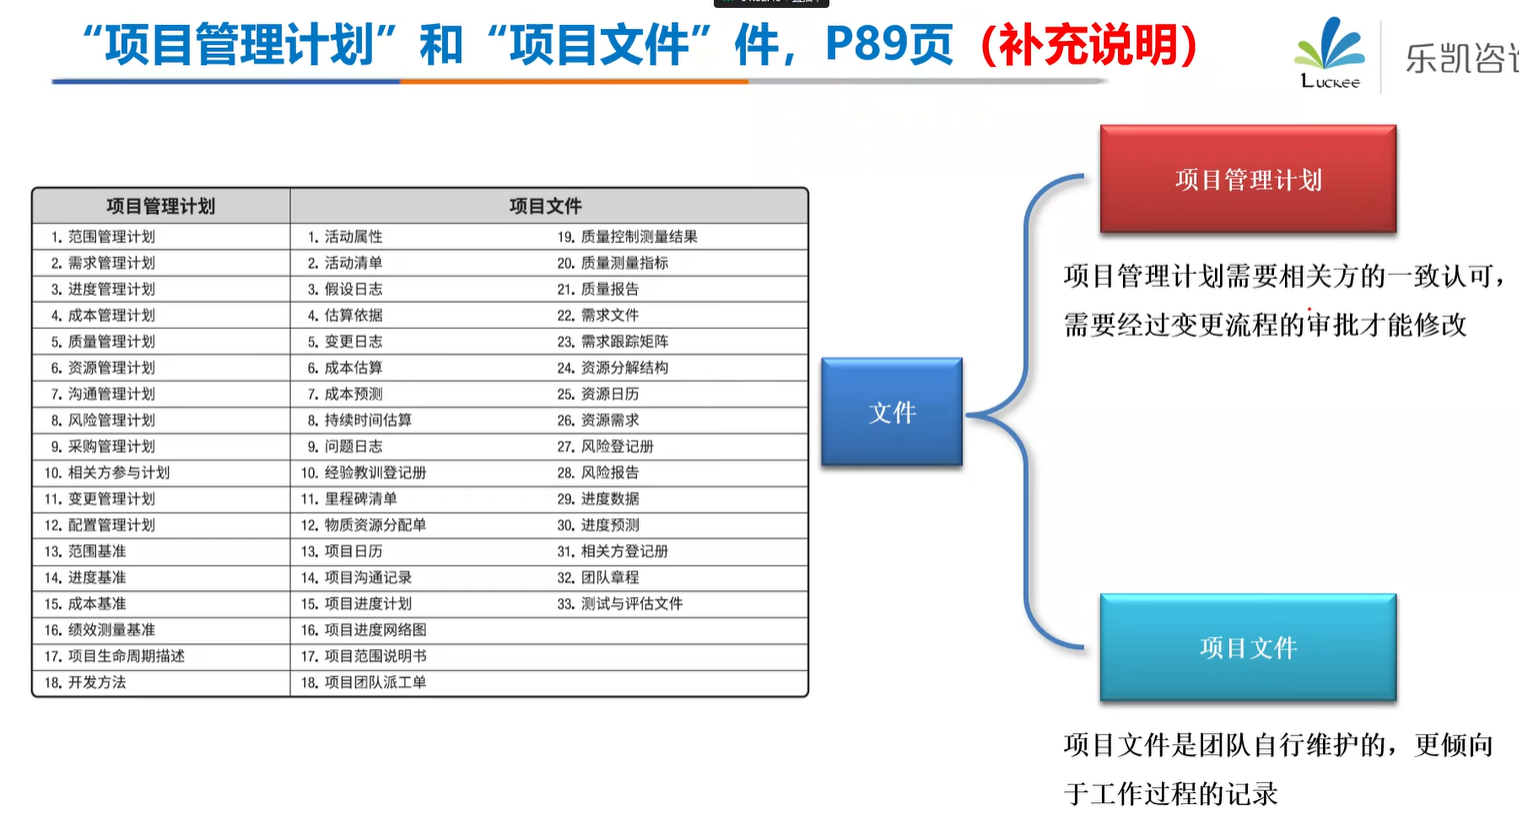 “项目管理计划”和“项目文件”件，P89页（补充说明）
Luckee
乐凯咨
项目管理计划
项目文件
1. 范围管理计划
1. 活动属性
19. 质量控制测量结果
2. 需求管理计划
2. 活动清单
20. 质量测量指标
3. 进度管理计划
3. 假设日志
21. 质量报告
4. 成本管理计划
4. 估算依据
22. 需求文件
5. 质量管理计划
5. 变更日志
23. 需求跟踪矩阵
6. 资源管理计划
6. 成本估算
24. 资源分解结构
7. 沟通管理计划
7. 成本预测
25. 资源日历
8. 风险管理计划
8. 持续时间估算
26. 资源需求
9. 采购管理计划
9. 问题日志
27. 风险登记册
10. 相关方参与计划
10. 经验教训登记册
28. 风险报告
11. 变更管理计划
11. 里程碑清单
29. 进度数据
12. 配置管理计划
12. 物质资源分配单
30. 进度预测
13. 范围基准
13. 项目日历
31. 相关方登记册
14. 进度基准
14. 项目沟通记录
32. 团队章程
15. 成本基准
15. 项目进度计划
33. 测试与评估文件
16. 绩效测量基准
16. 项目进度网络图
17. 项目生命周期描述
17. 项目范围说明书
18. 开发方法
18. 项目团队派工单
文件
项目管理计划
项目管理计划需要相关方的一致认可，
需要经过变更流程的审批才能修改
项目文件
项目文件是团队自行维护的，更倾向
于工作过程的记录